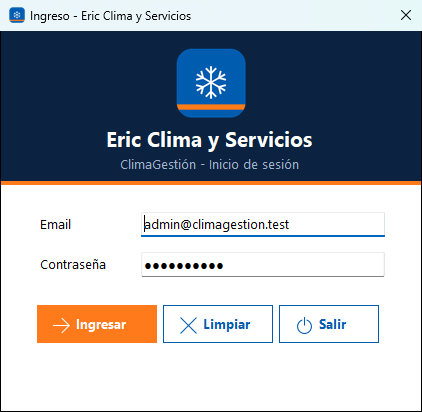 Ingreso - Eric Clima y Servicios
Eric Clima y Servicios
ClimaGestión - Inicio de sesión
Email
admin@climagestion.test
Contraseña
●●●●●●●●●●
Ingresar
Limpiar
Salir